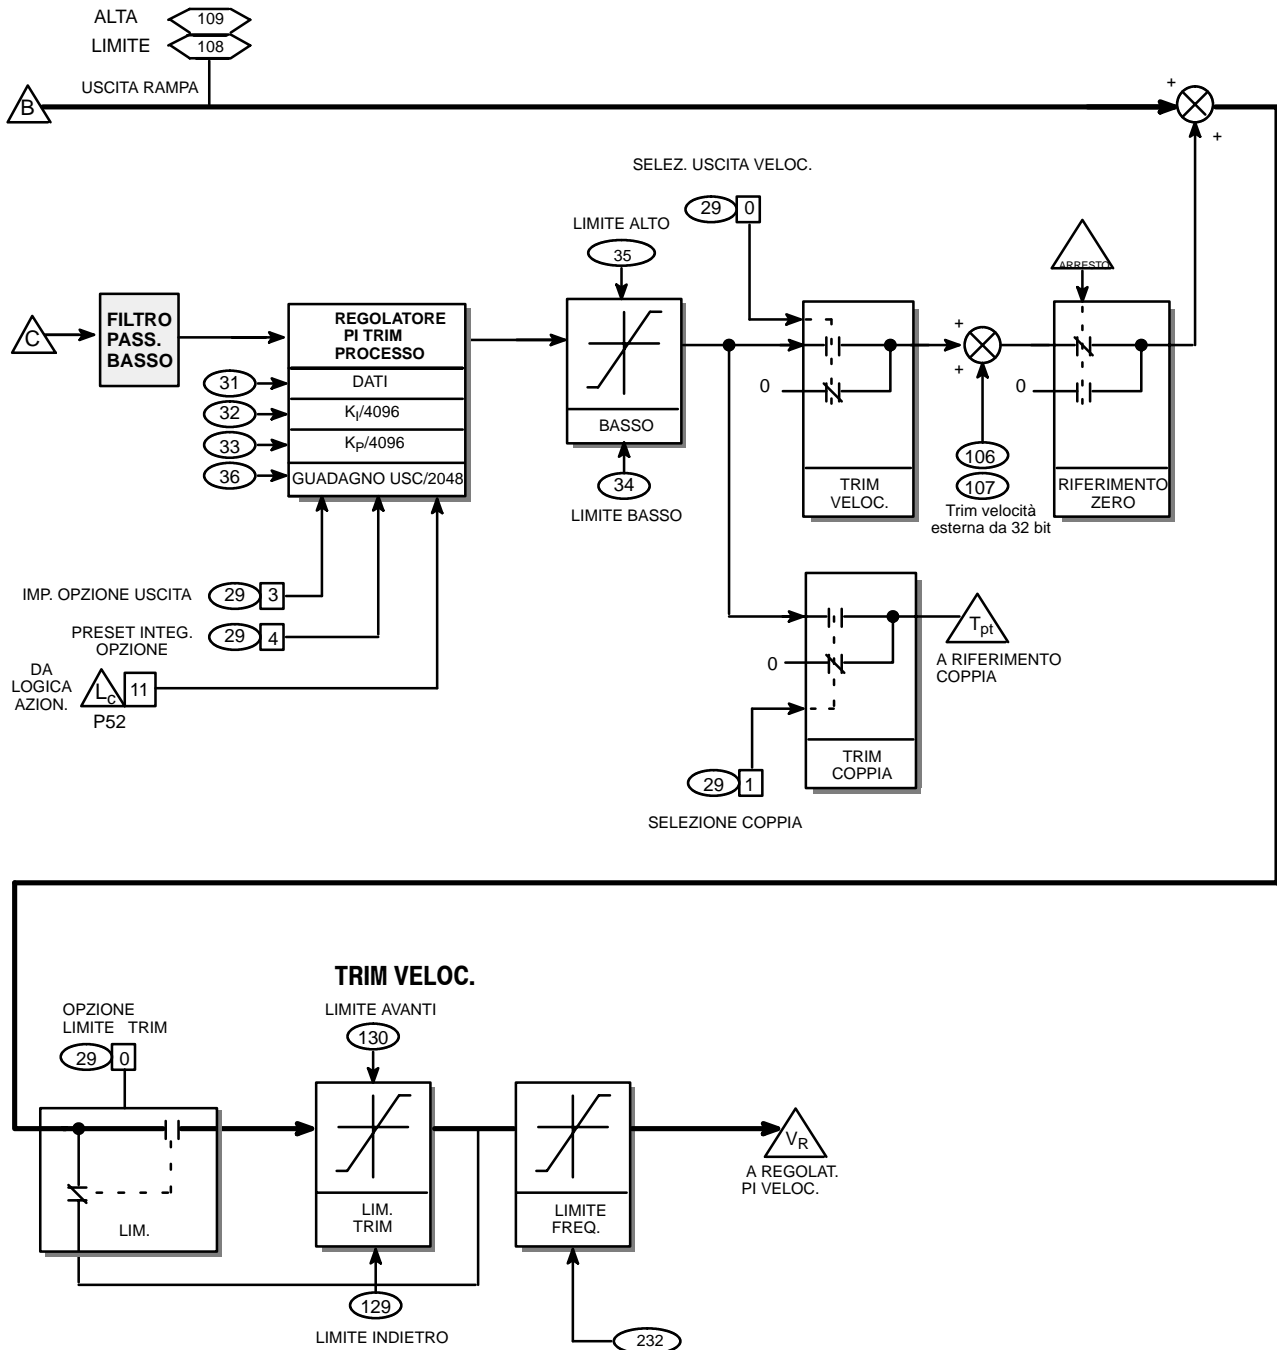 ALTA
109
LIMITE
108
USCITA RAMPA
B
+
+
SELEZ. USCITA VELOC.
29 0
LIMITE ALTO
35
ARRESTO
C
FILTRO
PASS.
BASSO
REGOLATORE
PI TRIM
PROCESSO
31
DATI
32
KI/4096
33
KP/4096
36
GUADAGNO USC/2048
BASSO
34
LIMITE BASSO
0
TRIM
VELOC.
+
+
106
107
Trim velocità
esterna da 32 bit
0
RIFERIMENTO
ZERO
IMP. OPZIONE USCITA
29 3
PRESET INTEG.
OPZIONE
29 4
DA
LOGICA
AZION.
Lc 11
P52
0
Tpt
A RIFERIMENTO
COPPIA
TRIM
COPPIA
29 1
SELEZIONE COPPIA
TRIM VELOC.
OPZIONE
LIMITE TRIM
29 0
LIMITE AVANTI
130
LIM.
LIM.
TRIM
LIMITE
FREQ.
VR
A REGOLAT.
PI VELOC.
129
LIMITE INDIETRO
232